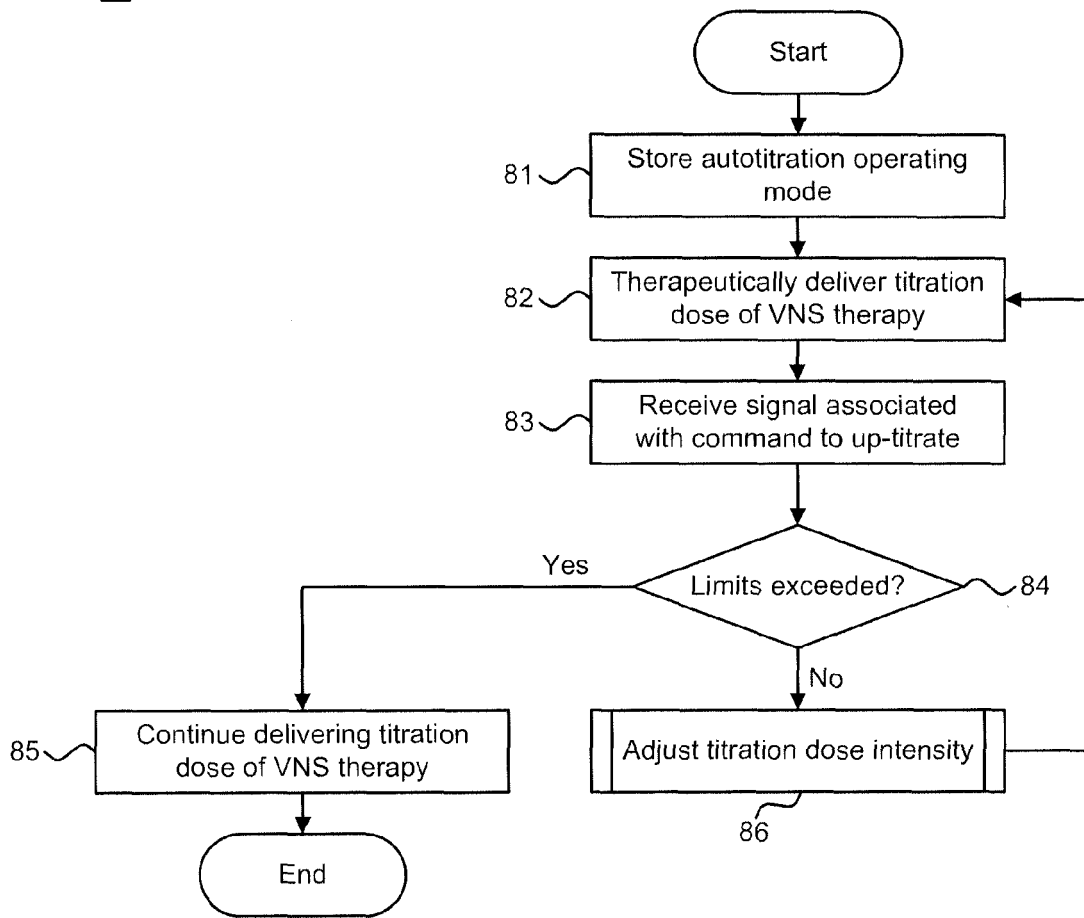 Start
81
Store autotitration operating
mode
82
Therapeutically deliver titration
dose of VNS therapy
83
Receive signal associated
with command to up-titrate
Yes
Limits exceeded?
84
No
85
Continue delivering titration
dose of VNS therapy
Adjust titration dose intensity
86
End